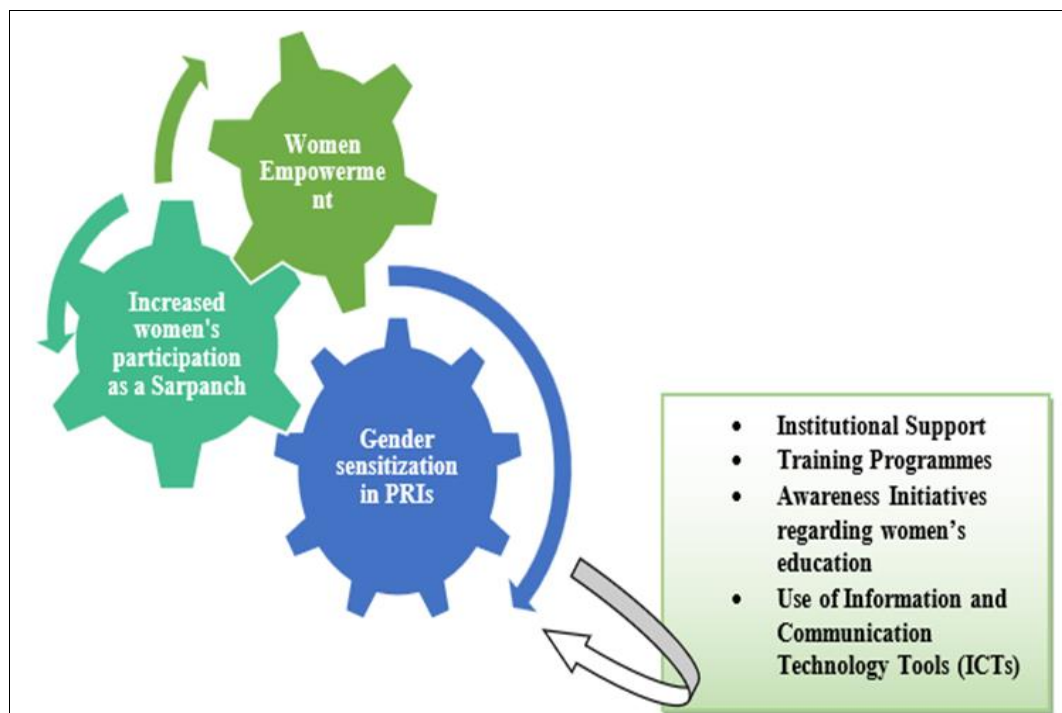 Women
Empowerme
nt
Increased
women's
participation
as a Sarpanch
Gender
sensitization
in PRIs
• Institutional Support
• Training Programmes
• Awareness Initiatives
regarding women’s
education
• Use of Information and
Communication
Technology Tools (ICTs)